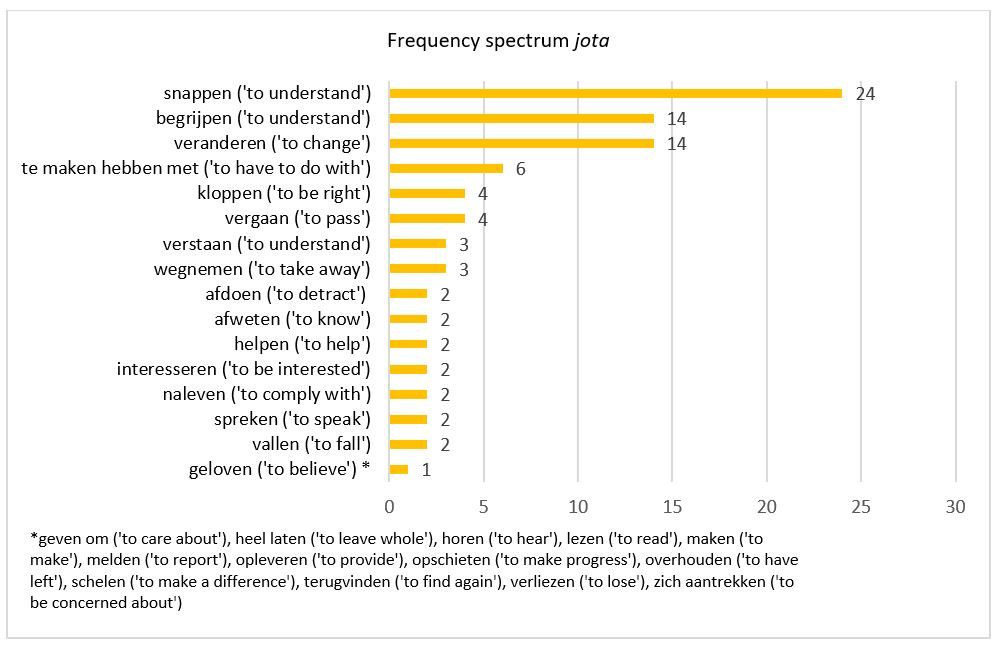 Frequency spectrum jota
snappen ('to understand') 24
begrijpen ('to understand') 14
veranderen ('to change') 14
te maken hebben met ('to have to do with') 6
kloppen ('to be right') 4
vergaan ('to pass') 4
verstaan ('to understand') 3
wegnemen ('to take away') 3
afdoen ('to detract') 2
afweten ('to know') 2
helpen ('to help') 2
interesseren ('to be interested') 2
naleven ('to comply with') 2
spreken ('to speak') 2
vallen ('to fall') 2
geloven ('to believe') * 1
0 5 10 15 20 25 30
*geven om ('to care about'), heel laten ('to leave whole'), horen ('to hear'), lezen ('to read'), maken ('to
make'), melden ('to report'), opleveren ('to provide'), opschieten ('to make progress'), overhouden ('to have
left'), schelen ('to make a difference'), terugvinden ('to find again'), verliezen ('to lose'), zich aantrekken ('to
be concerned about')